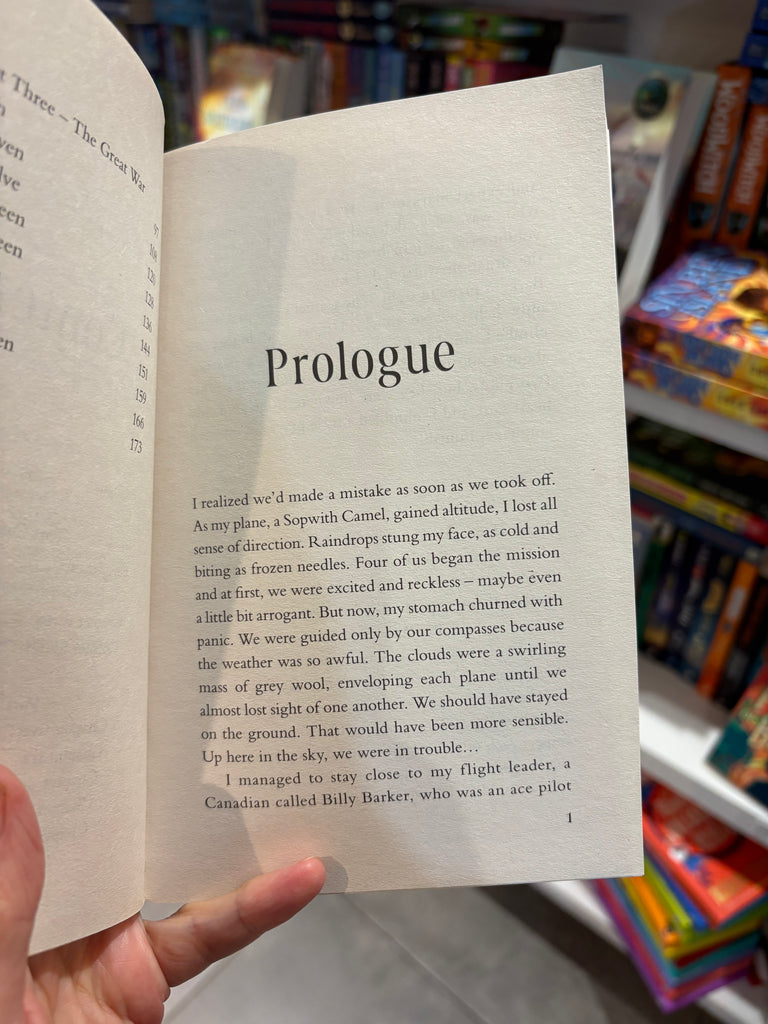 t Three – The Great War
n
ven
lve
een
een
en
97
108
120
128
136
144
151
159
166
173
Prologue
I realized we'd made a mistake as soon as we took off.
As my plane, a Sopwith Camel, gained altitude, I lost all
sense of direction. Raindrops stung my face, as cold and
biting as frozen needles. Four of us began the mission
and at first, we were excited and reckless – maybe even
a little bit arrogant. But now, my stomach churned with
panic. We were guided only by our compasses because
the weather was so awful. The clouds were a swirling
mass of grey wool, enveloping each plane until we
almost lost sight of one another. We should have stayed
on the ground. That would have been more sensible.
Up here in the sky, we were in trouble…
I managed to stay close to my flight leader, a
Canadian called Billy Barker, who was an ace pilot
1